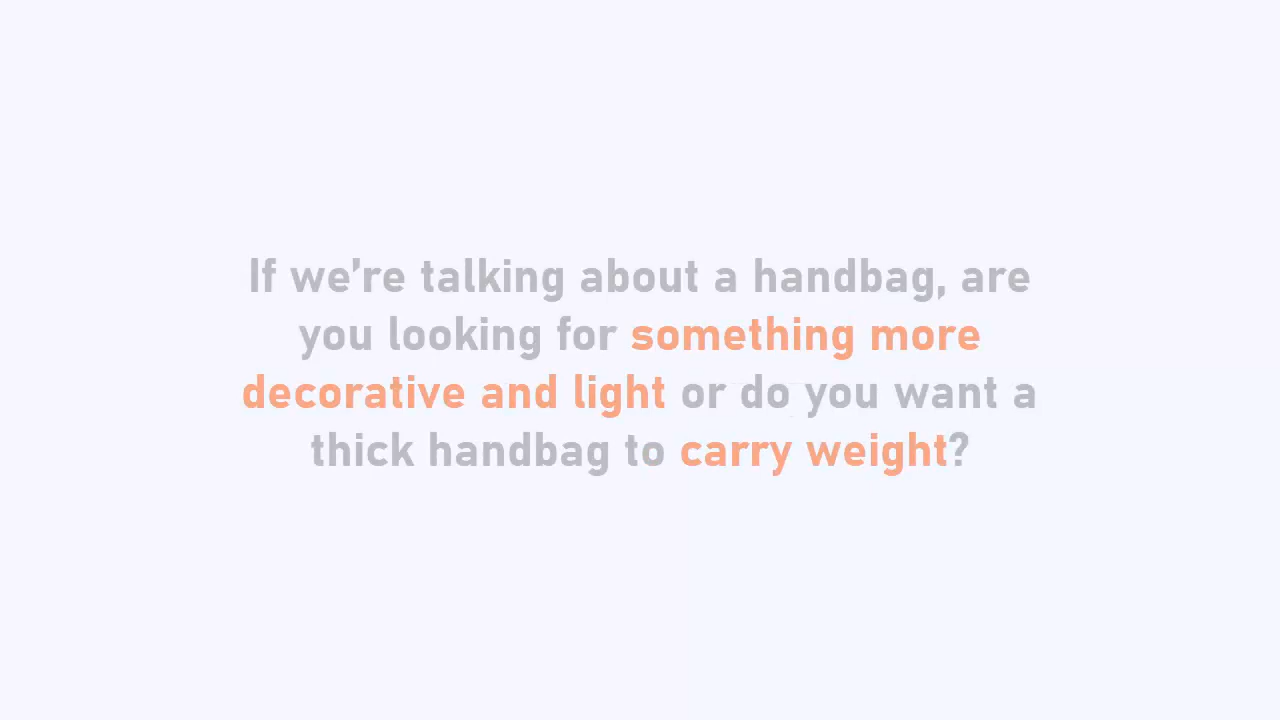 If we're talking about a handbag, are
you looking for something more
decorative and light or do you want a
thick handbag to carry weight?